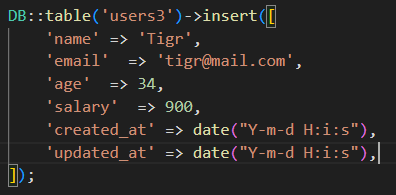 DB::table('users3')->insert([
    'name' => 'Tigr',
    'email'  => 'tigr@mail.com',
    'age'  => 34,
    'salary'  => 900,
    'created_at' => date("Y-m-d H:i:s"),
    'updated_at' => date("Y-m-d H:i:s"),
]);